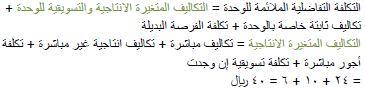 التكلفة التفاضلية الملائمة للوحدة = التكاليف المتغيرة الانتاجية والتسويقية للوحدة +
تكاليف ثابتة خاصة بالوحدة + تكلفة الفرصة البديلة
التكاليف المتغيرة الانتاجية = تكاليف مباشرة + تكاليف انتاجية غير مباشرة + تكلفة
أجور مباشرة + تكلفة تسويقية إن وجدت
= ٢٤ + ١٠ + ٦ = ٤٠ ريال